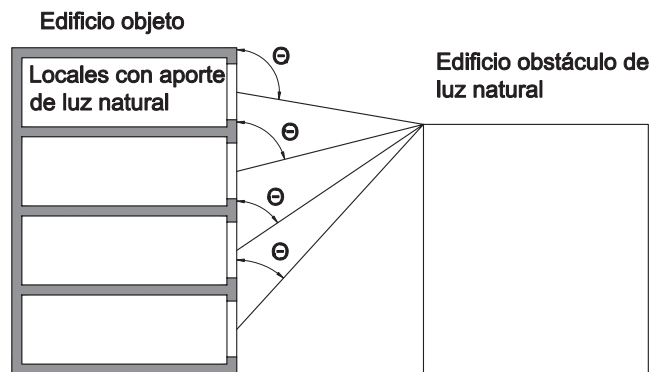 Edificio objeto
Locales con aporte
de luz natural
Edificio obstáculo de
luz natural
Θ
Θ
Θ
Θ